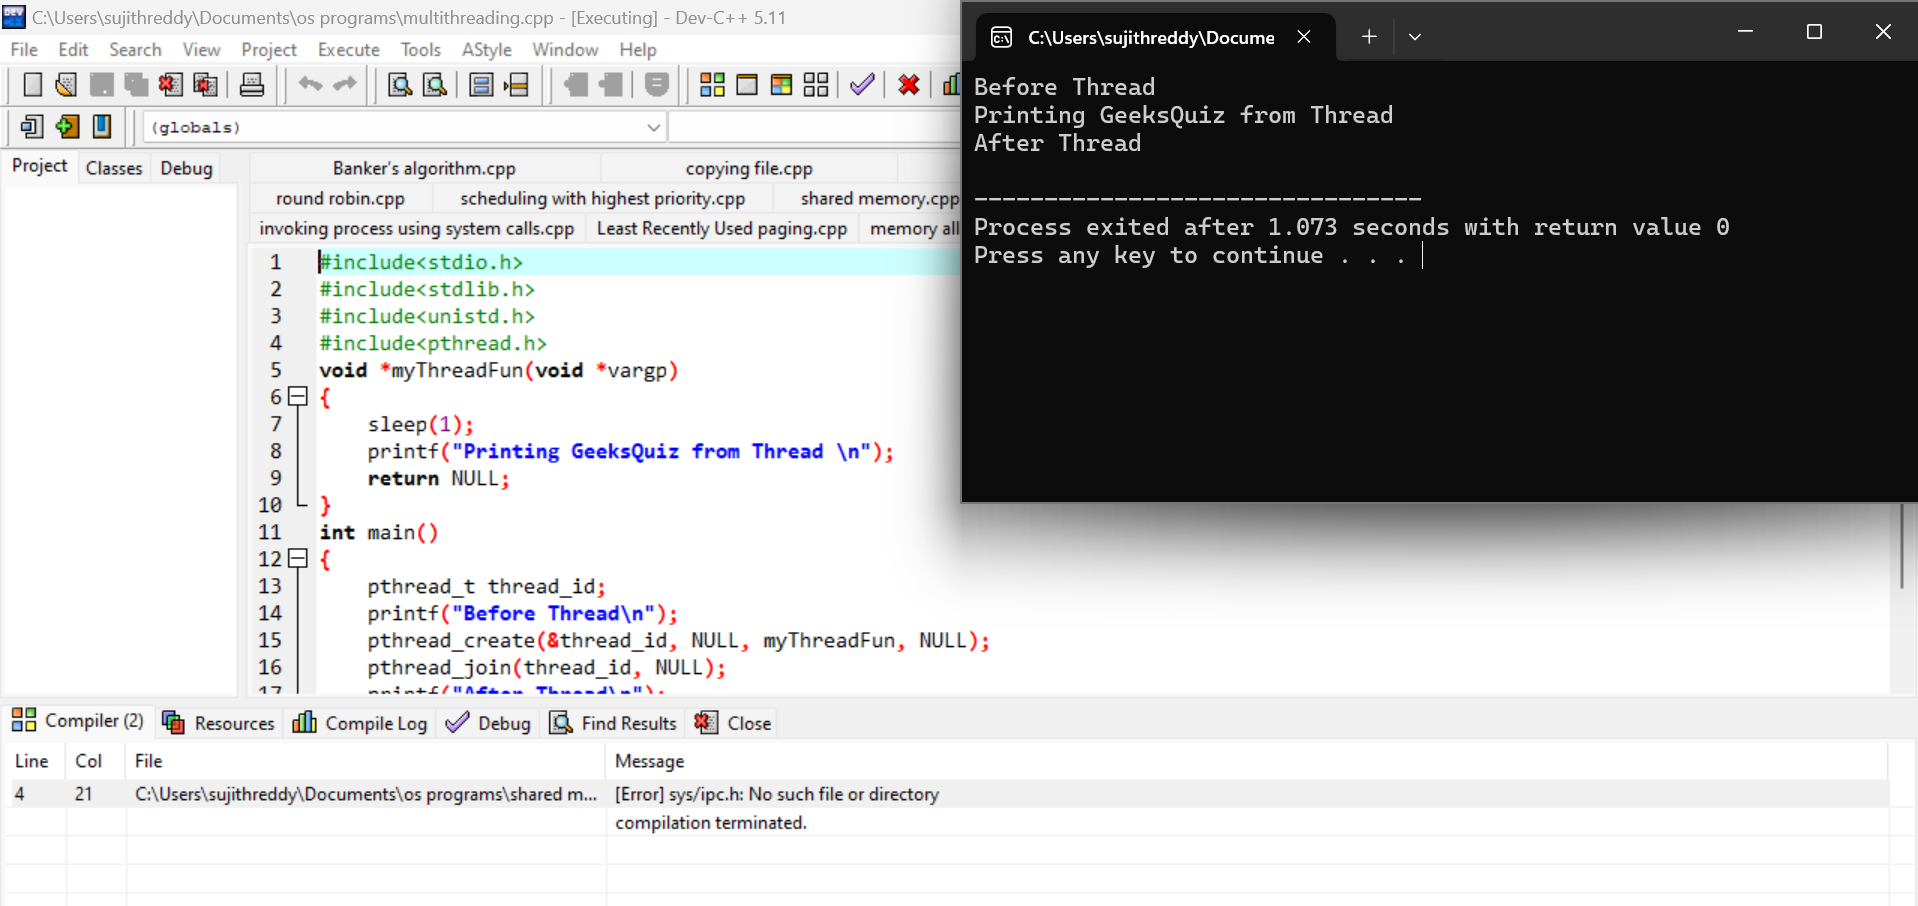 C:\Users\sujithreddy\Documents\os programs\multithreading.cpp - [Executing] - Dev-C++ 5.11
File Edit Search View Project Execute Tools AStyle Window Help
(globals)
Project Classes Debug
Banker's algorithm.cpp copying file.cpp
round robin.cpp scheduling with highest priority.cpp shared memory.cpp
invoking process using system calls.cpp Least Recently Used paging.cpp memory all
1 #include<stdio.h>
2 #include<stdlib.h>
3 #include<unistd.h>
4 #include<pthread.h>
5 void *myThreadFun(void *vargp)
6 {
7 sleep(1);
8 printf("Printing GeeksQuiz from Thread \n");
9 return NULL;
10 }
11 int main()
12 {
13 pthread_t thread_id;
14 printf("Before Thread\n");
15 pthread_create(&thread_id, NULL, myThreadFun, NULL);
16 pthread_join(thread_id, NULL);
17 printf("After Thread\n");
C:\Users\sujithreddy\Docume
Before Thread
Printing GeeksQuiz from Thread
After Thread
--------------------------------
Process exited after 1.073 seconds with return value 0
Press any key to continue . . .
Compiler (2) Resources Compile Log Debug Find Results Close
Line Col File Message
4 21 C:\Users\sujithreddy\Documents\os programs\shared m... [Error] sys/ipc.h: No such file or directory
compilation terminated.